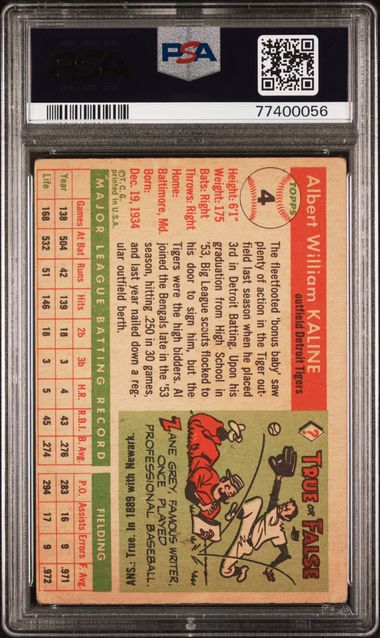 PSA
PSA
77400056
TOPPS
4
Albert William KALINE
outfield Detroit Tigers
Height: 6'1"
Weight: 175
Bats: Right
Throws: Right
Home:
Baltimore, Md.
Born:
Dec. 19, 1934
©T.C.G.
printed in U.S.A.
The fleetfooted 'bonus baby' saw
plenty of action in the Tiger out-
field last season when he placed
3rd in Detroit Batting. Upon his
graduation from High School in
'53, Big League scouts flocked to
his door to sign him, but the
Tigers were the high bidders. Al
joined the Bengals late in the '53
season, hitting .250 in 30 games,
and last year nailed down a reg-
ular outfield berth.
?
TRUE OR FALSE
ZANE GREY, FAMOUS WRITER,
ONCE PLAYED
PROFESSIONAL BASEBALL.
ANS.: True. In 1889 with Newark.
MAJOR LEAGUE BATTING RECORD FIELDING
Games At Bat Runs Hits 2b 3b H.R. R.B.I. B. Avg. P.O. Assists Errors F. Avg.
Year 138 504 42 139 18 3 4 43 .276 283 16 9 .971
Life 168 532 51 146 18 3 5 45 .274 294 17 9 .972